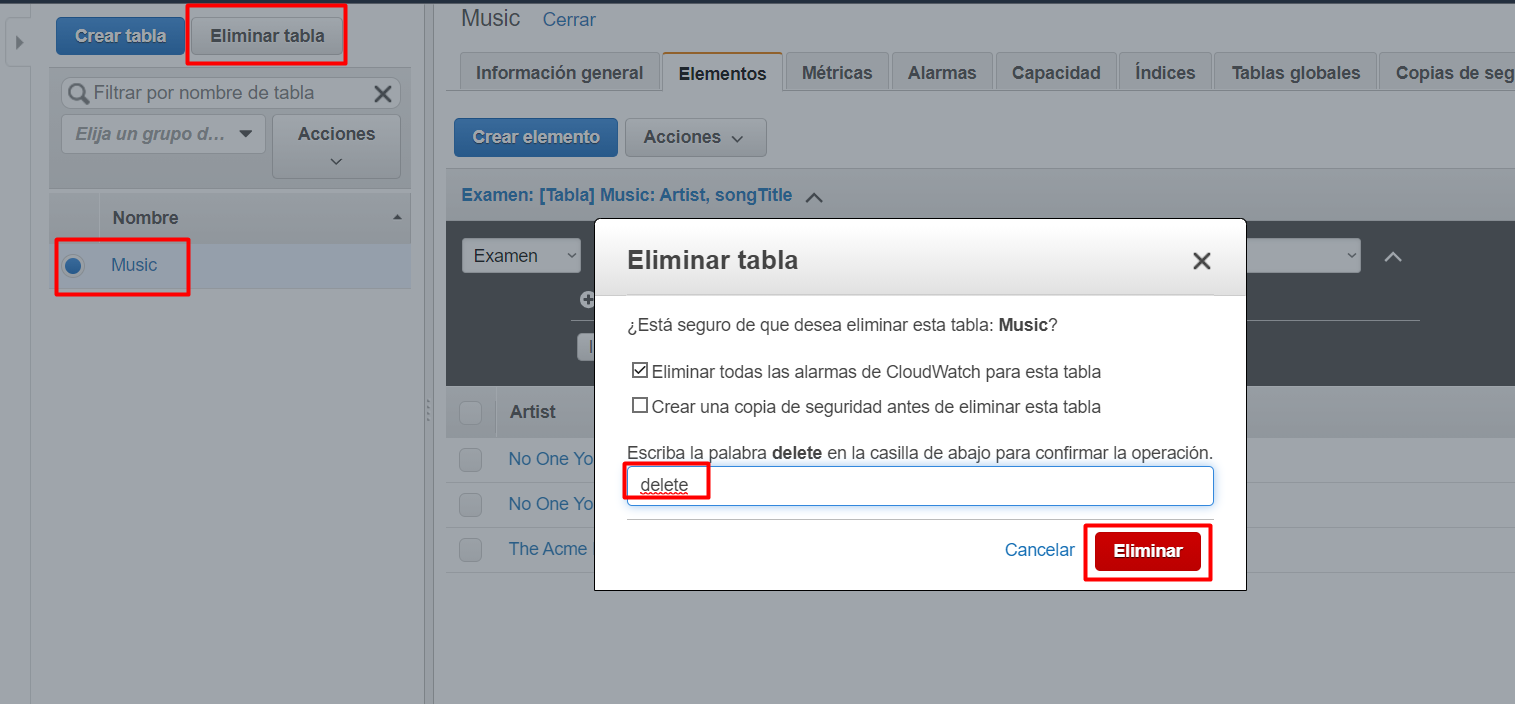 Crear tabla
Eliminar tabla
Filtrar por nombre de tabla
Elija un grupo d...
Acciones
Nombre
Music
Music Cerrar
Información general
Elementos
Métricas
Alarmas
Capacidad
Índices
Tablas globales
Copias de seg
Crear elemento
Acciones
Examen: [Tabla] Music: Artist, songTitle
Examen
Artist
No One Yo
No One Yo
The Acme
Eliminar tabla
¿Está seguro de que desea eliminar esta tabla: Music?
Eliminar todas las alarmas de CloudWatch para esta tabla
Crear una copia de seguridad antes de eliminar esta tabla
Escriba la palabra delete en la casilla de abajo para confirmar la operación.
delete
Cancelar
Eliminar